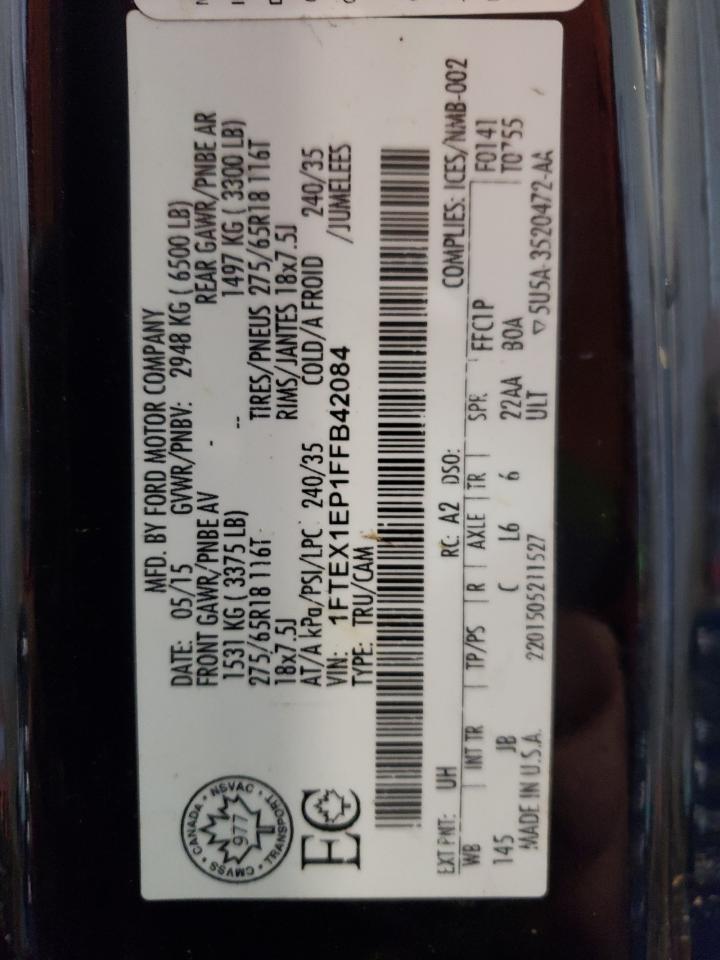 MFD. BY FORD MOTOR COMPANY
DATE: 05/15 GVWR/PNBV: 2948 KG ( 6500 LB)
FRONT GAWR/PNBE AV REAR GAWR/PNBE AR
1531 KG ( 3375 LB) 1497 KG ( 3300 LB)
275/65R18 116T TIRES/PNEUS 275/65R18 116T
18x7.5J RIMS/JANTES 18x7.5J
AT/A kPa/PSI/LPC 240/35 COLD/A FROID 240/35
VIN: 1FTEX1EP1FFB42084 /JUMELEES
TYPE: TRU/CAM
CANADA • NSVAC • TRANSPORT • CMVSS •
977
EC
COMPLIES: ICES/NMB-002
EXT PNT: UH RC: A2 DSO: F0141
WB INT TR TP/PS R AXLE TR SPR T0755
145 JB C L6 6 22AA FFC1P
ULT BOA
MADE IN U.S.A. 2201505211527 ▽ 5U5A-3520472-AA